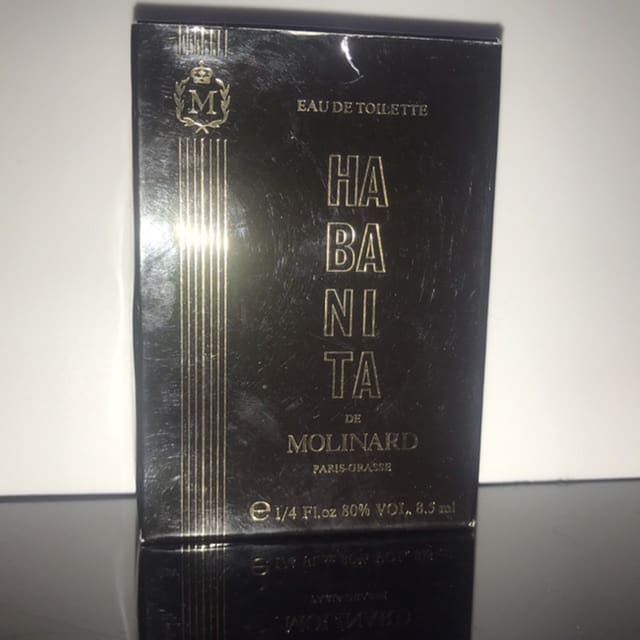 M
EAU DE TOILETTE
HA
BA
NI
TA
DE
MOLINARD
PARIS-GRASSE
℮ 1/4 Fl.oz 80% VOL. 8.5 ml